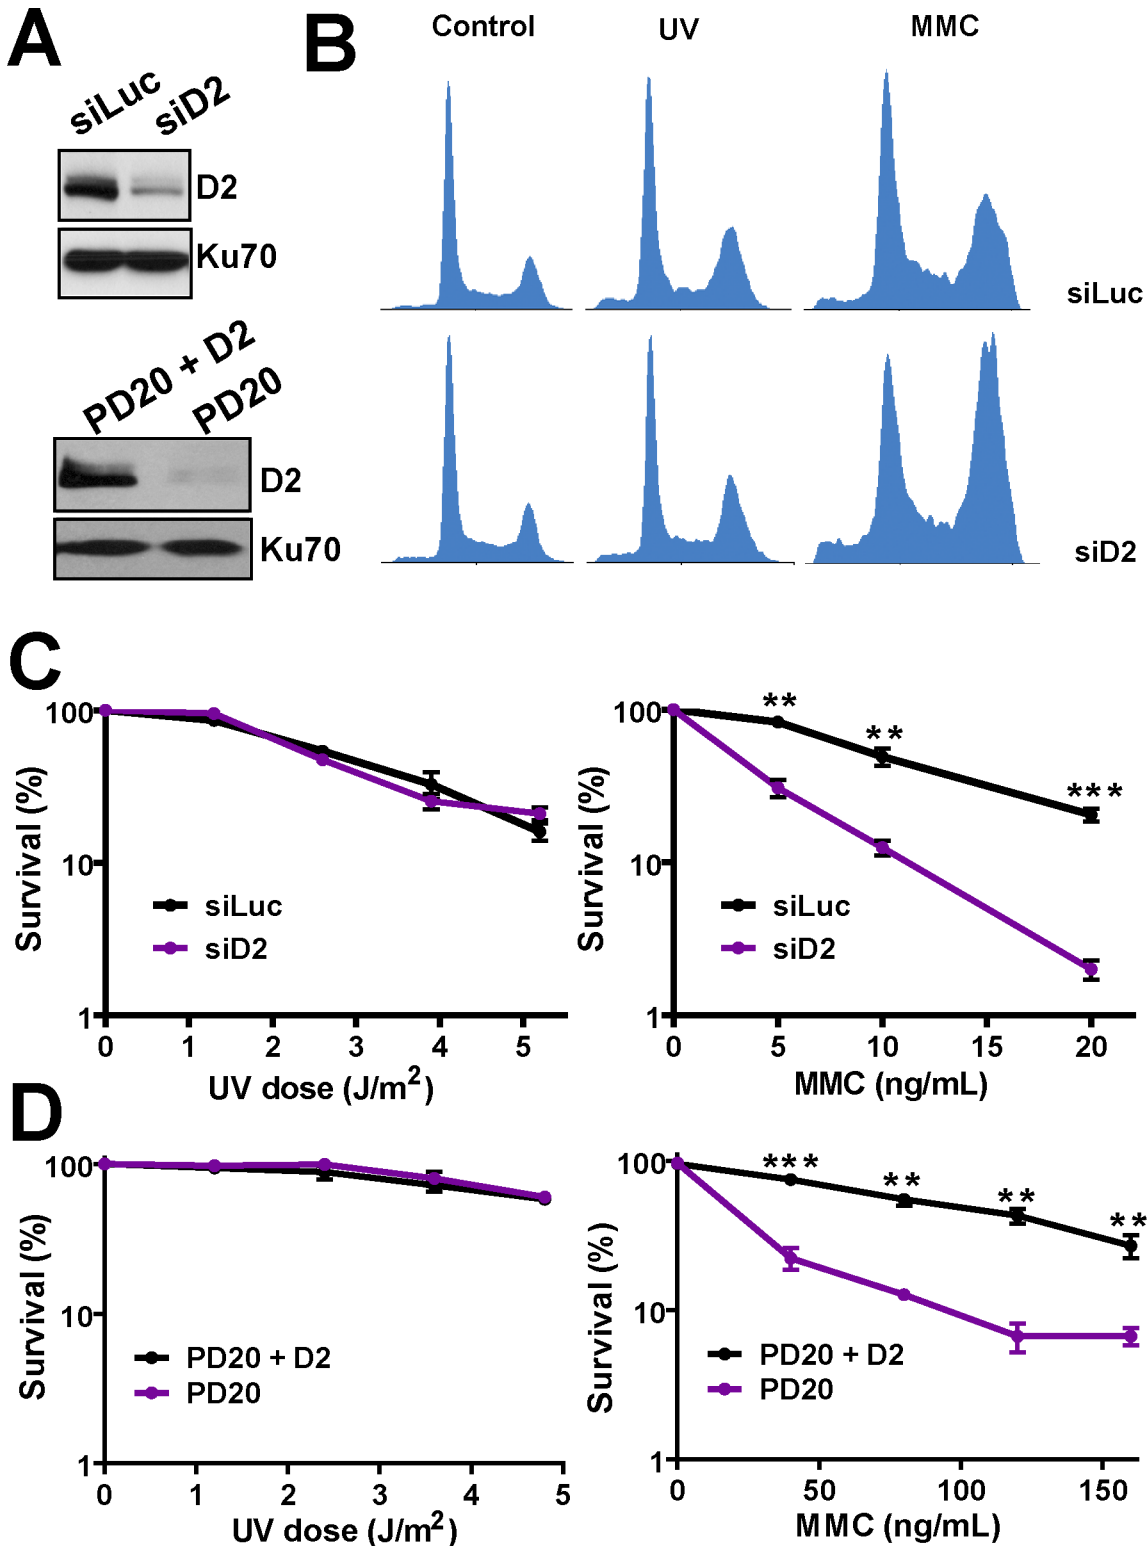 A
siLuc siD2
D2
Ku70
PD20 + D2 PD20
D2
Ku70
B
Control UV MMC
siLuc
siD2
C
Survival (%)
100
10
1
siLuc
siD2
0 1 2 3 4 5
UV dose (J/m²)
Survival (%)
100
10
1
** ** ***
siLuc
siD2
0 5 10 15 20
MMC (ng/mL)
D
Survival (%)
100
10
1
PD20 + D2
PD20
0 1 2 3 4 5
UV dose (J/m²)
Survival (%)
100
10
1
*** ** ** **
PD20 + D2
PD20
0 50 100 150
MMC (ng/mL)